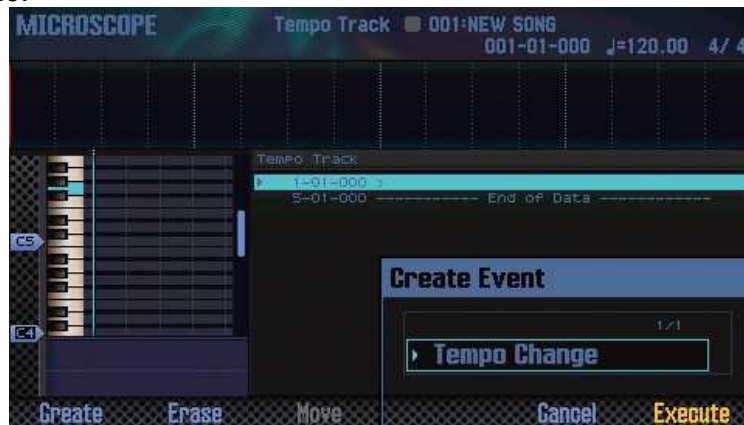 MICROSCOPE Tempo Track 001:NEW SONG
001-01-000 ♩=120.00 4/ 4
Tempo Track
1-01-000
5-01-000 ------------ End of Data -------------
C5
C4
Create Event
1/1
Tempo Change
Create Erase Move Cancel Execute